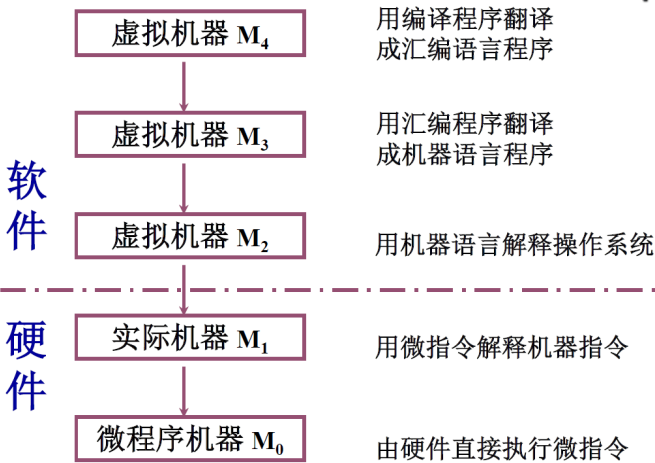 虚拟机器 M4
用编译程序翻译
成汇编语言程序
虚拟机器 M3
用汇编程序翻译
成机器语言程序
软
件
虚拟机器 M2
用机器语言解释操作系统
硬
件
实际机器 M1
用微指令解释机器指令
微程序机器 M0
由硬件直接执行微指令